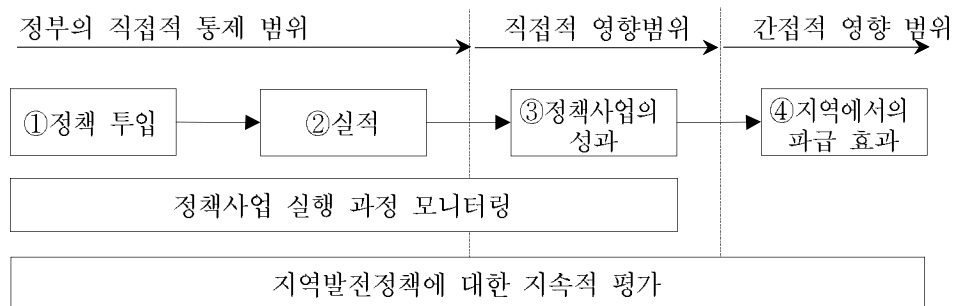 정부의 직접적 통제 범위
직접적 영향범위
간접적 영향 범위
①정책 투입
②실적
③정책사업의
성과
④지역에서의
파급 효과
정책사업 실행 과정 모니터링
지역발전정책에 대한 지속적 평가